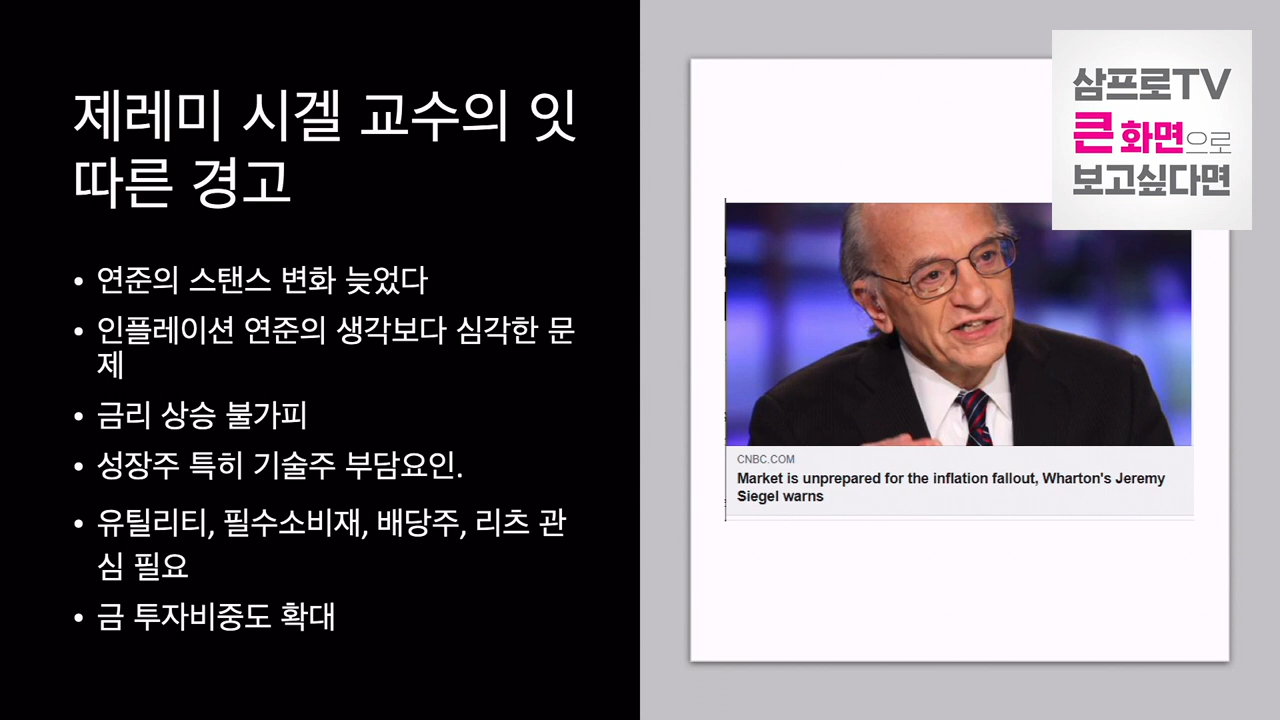 제레미 시겔 교수의 잇
따른 경고
• 연준의 스탠스 변화 늦었다
• 인플레이션 연준의 생각보다 심각한 문
제
• 금리 상승 불가피
• 성장주 특히 기술주 부담요인.
• 유틸리티, 필수소비재, 배당주, 리츠 관
심 필요
• 금 투자비중도 확대
삼프로TV
큰 화면으로
보고싶다면
CNBC.COM
Market is unprepared for the inflation fallout, Wharton's Jeremy
Siegel warns